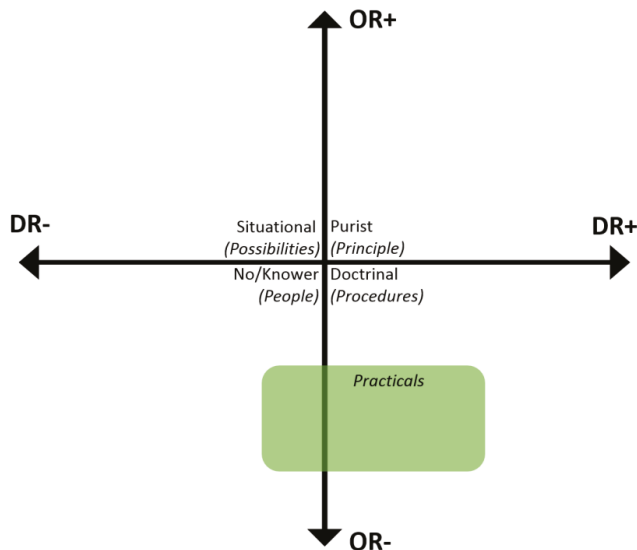 OR+
DR-
DR+
Situational
Purist
(Possibilities)
(Principle)
No/Knower
Doctrinal
(People)
(Procedures)
Practicals
OR-